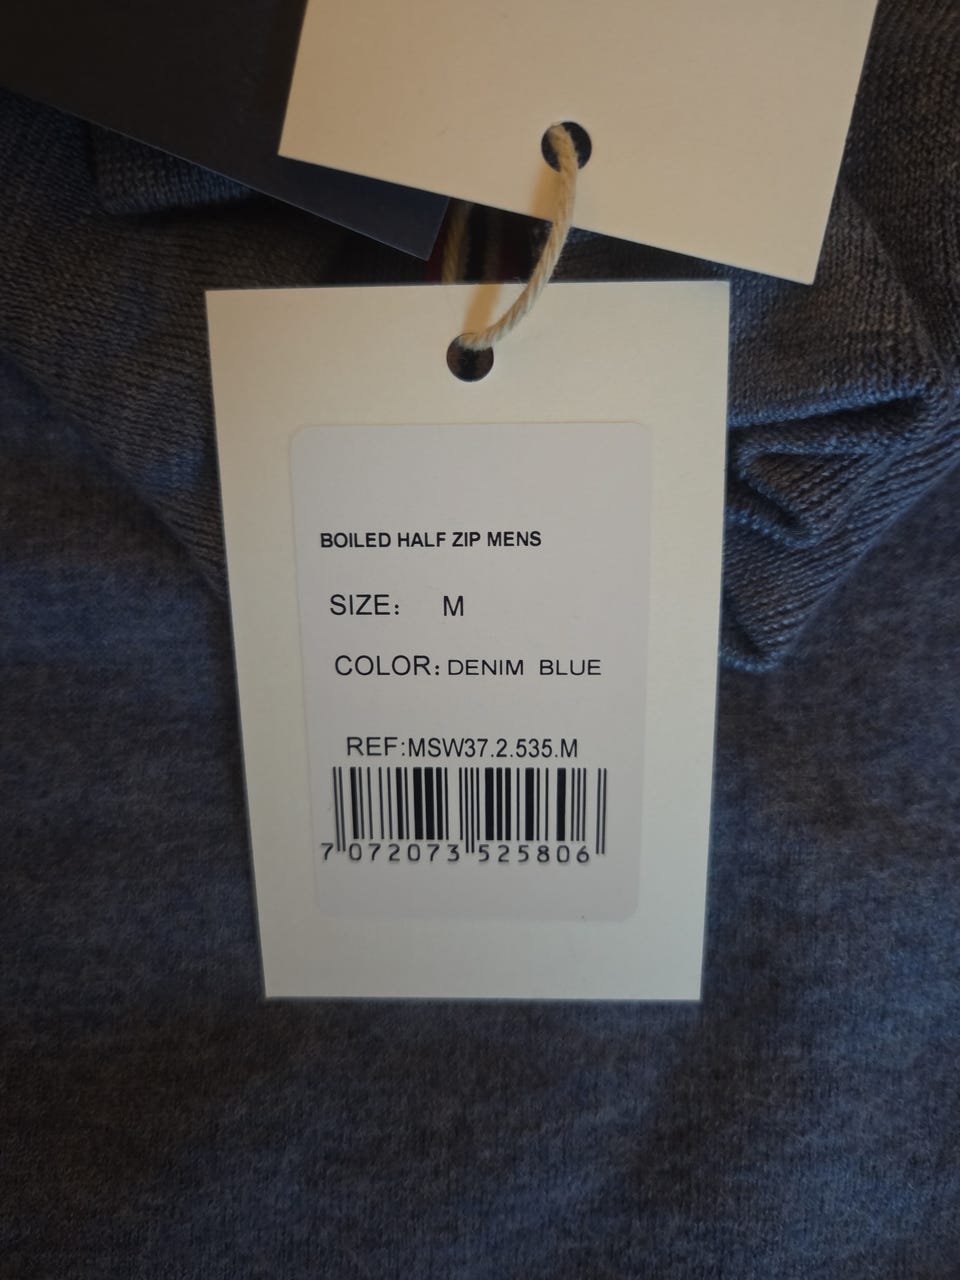 BOILED HALF ZIP MENS
SIZE: M
COLOR: DENIM BLUE
REF:MSW37.2.535.M
7 072073 525806